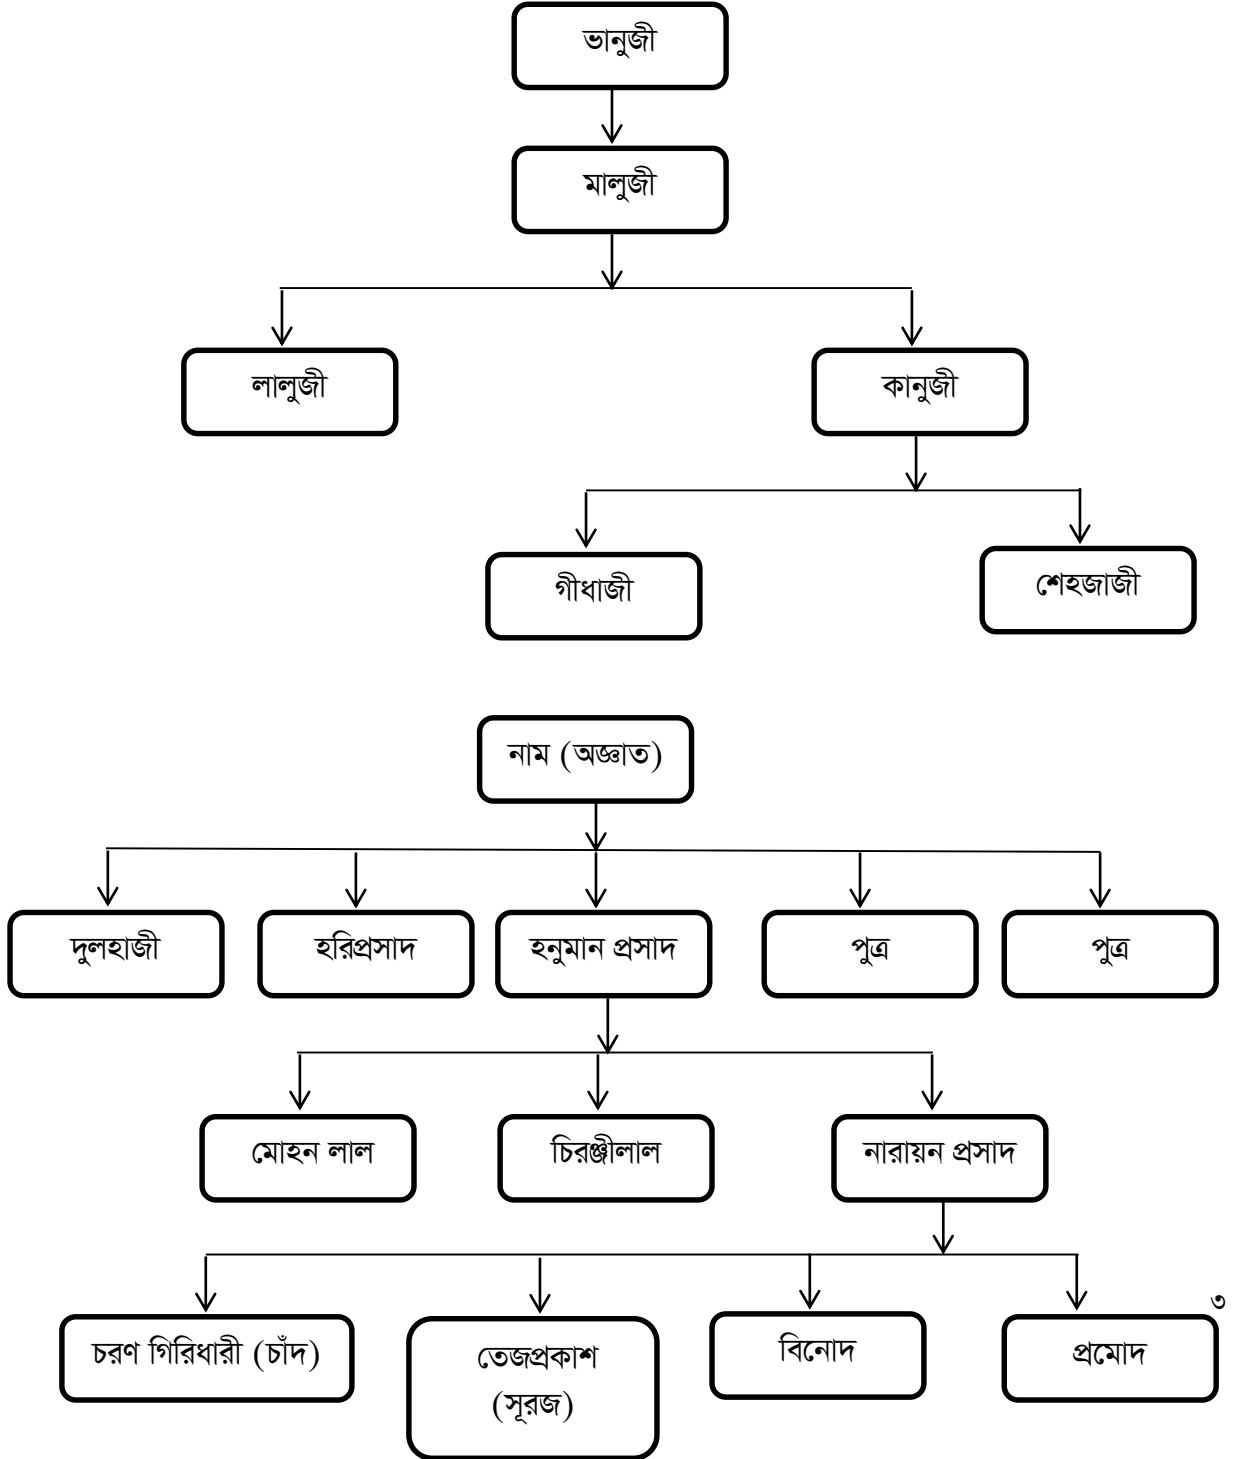 ভানুজী
মালুজী
লালুজী
কানুজী
গীধাজী
শেহজাজী
নাম (অজ্ঞাত)
দুলহাজী
হরিপ্রসাদ
হনুমান প্রসাদ
পুত্র
পুত্র
মোহন লাল
চিরঞ্জীলাল
নারায়ন প্রসাদ
চরণ গিরিধারী (চাঁদ)
তেজপ্রকাশ
(সূরজ)
বিনোদ
প্রমোদ
৩